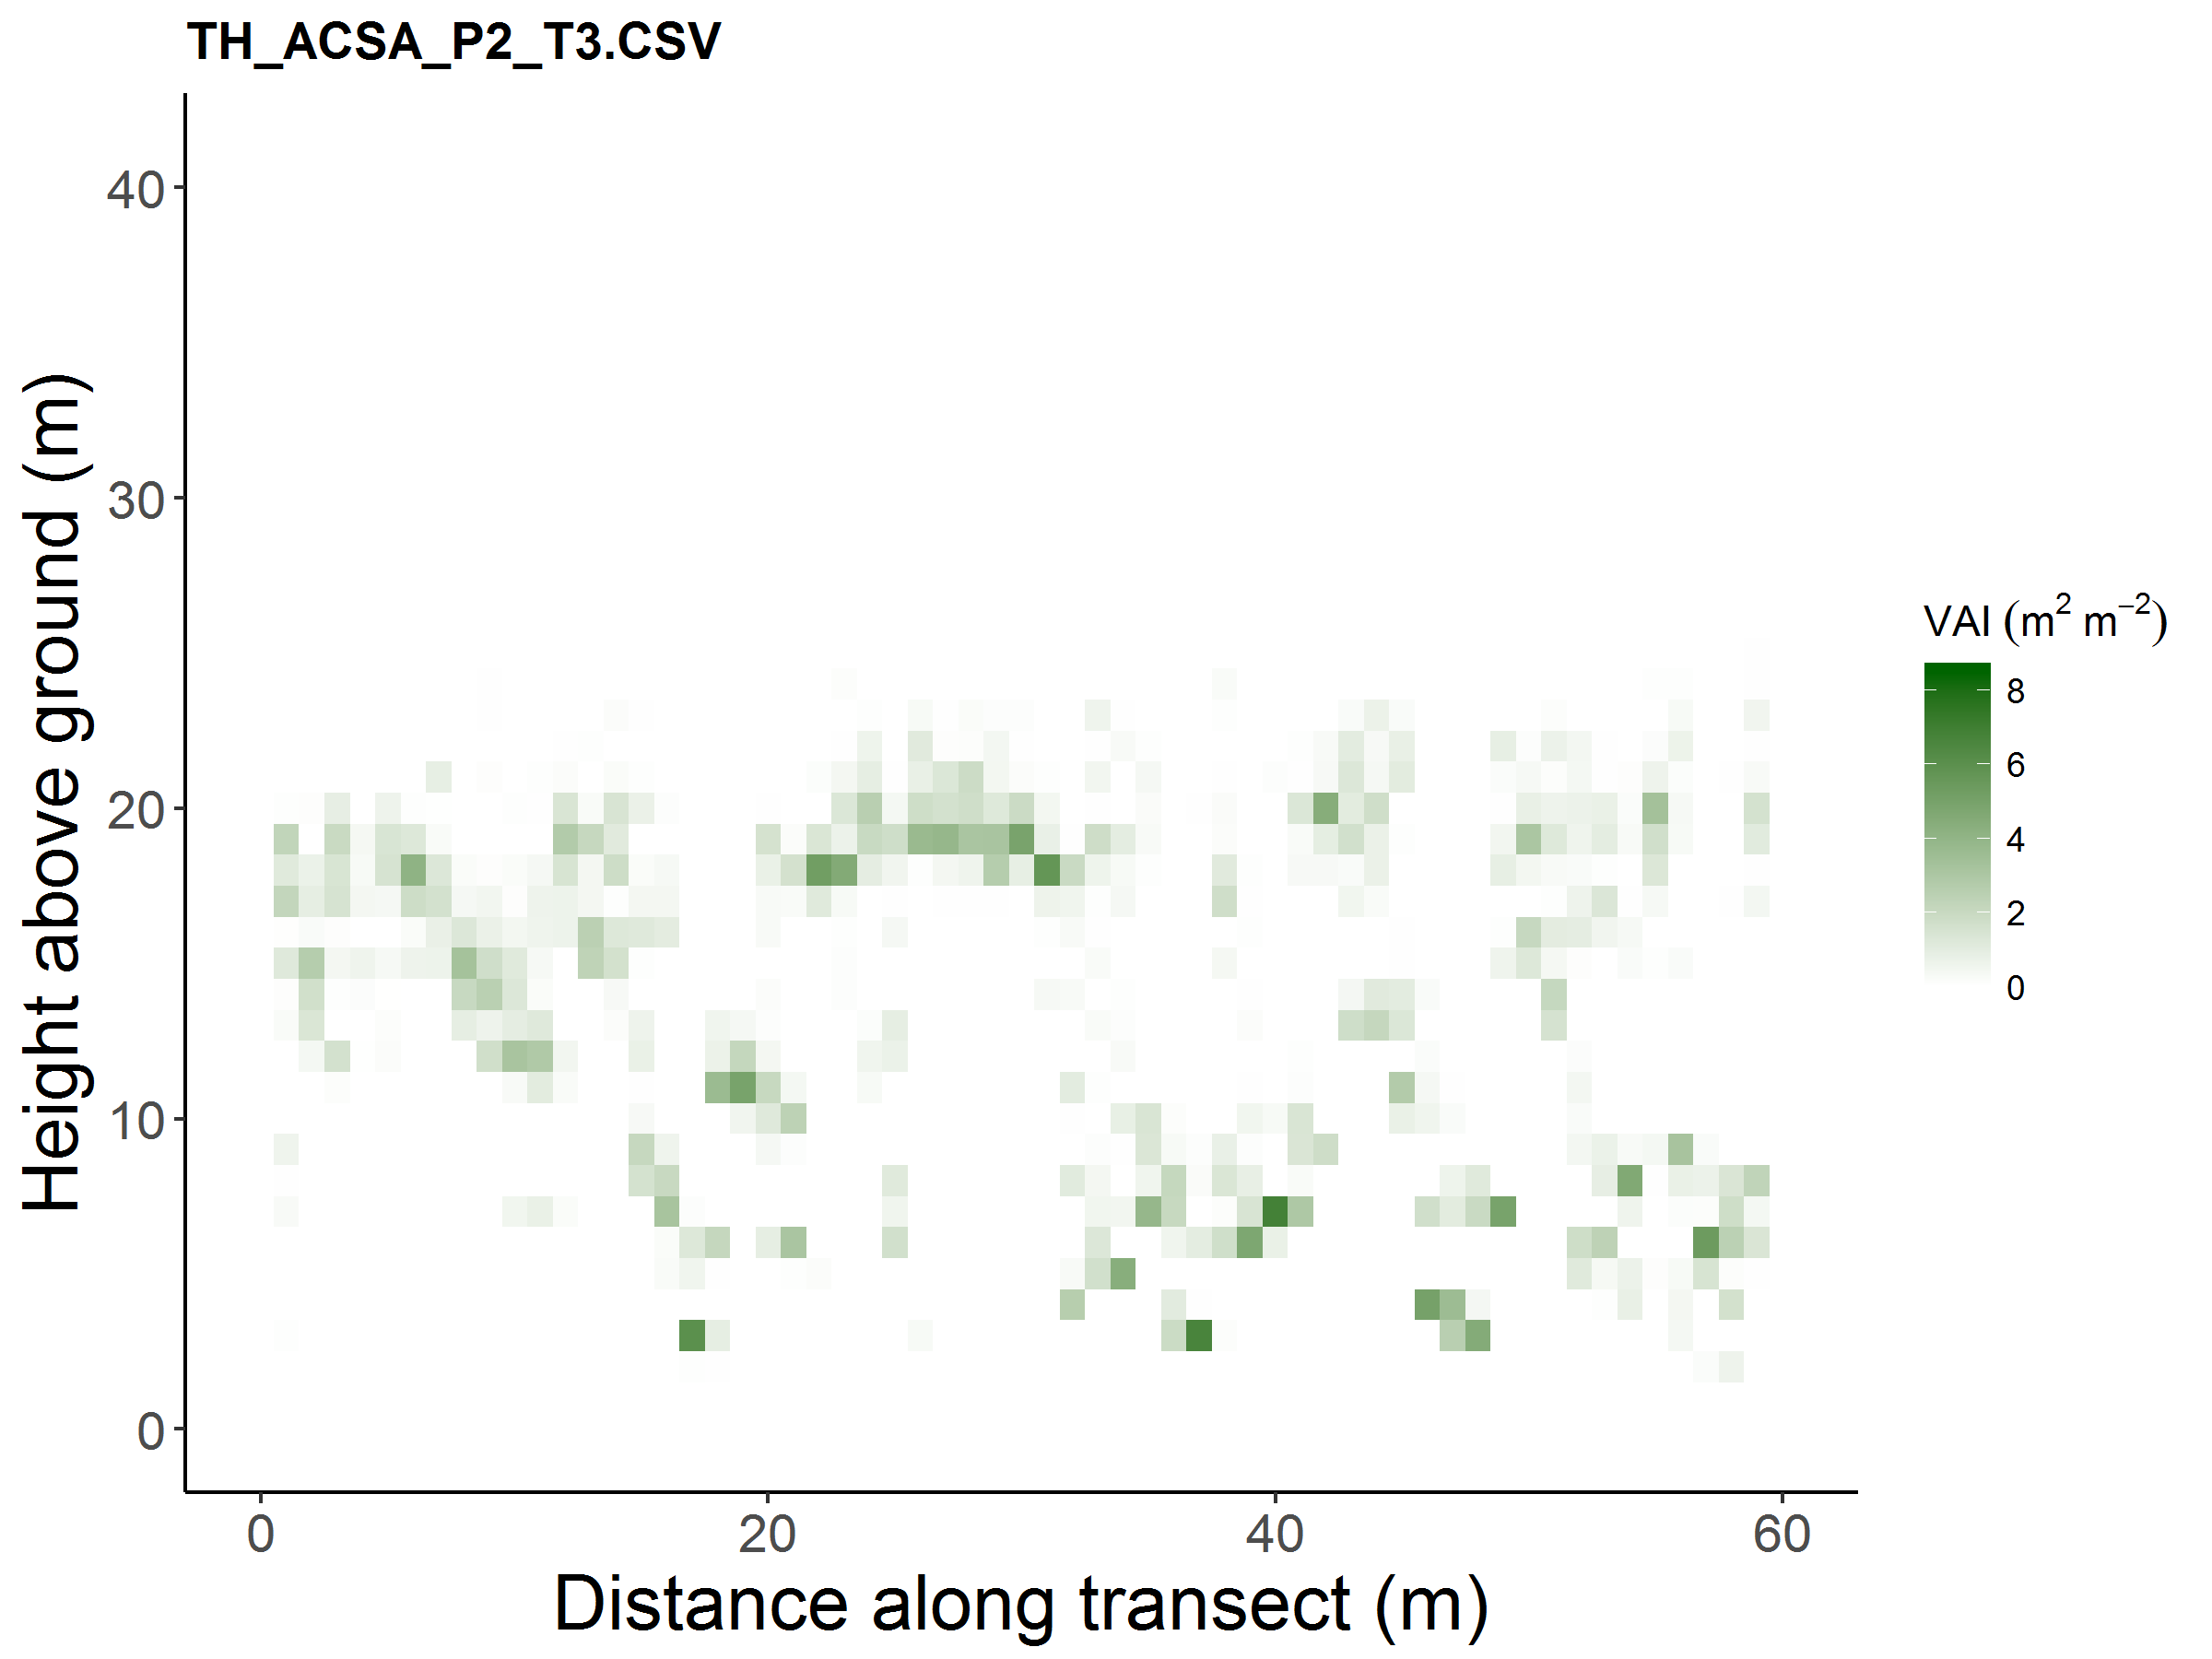 TH_ACSA_P2_T3.CSV
Height above ground (m)
40
30
20
10
0
0 20 40 60
Distance along transect (m)
VAI (m² m⁻²)
8
6
4
2
0